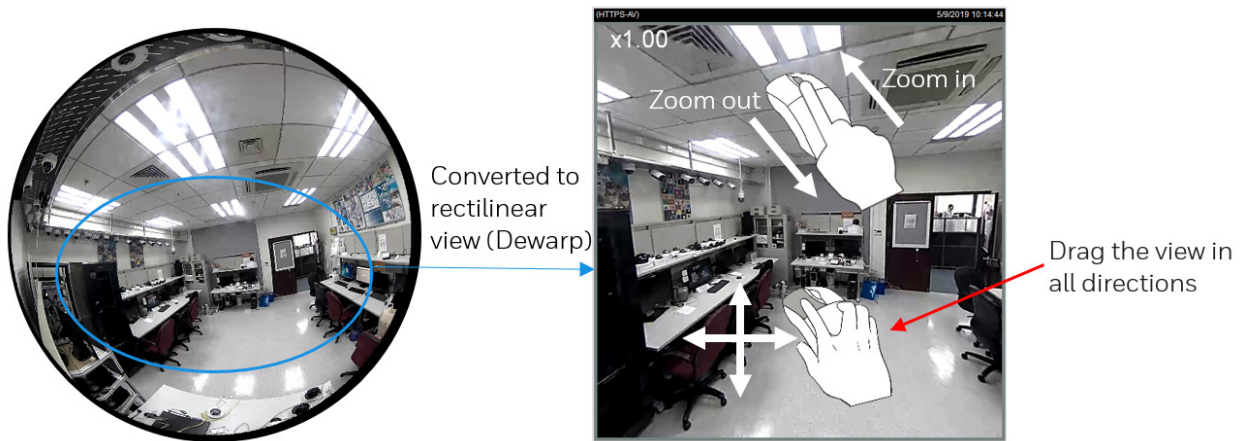 (HTTPS-AV) 5/9/2019 10:14:44
x1.00
Zoom in
Zoom out
Converted to
rectilinear
view (Dewarp)
Drag the view in
all directions